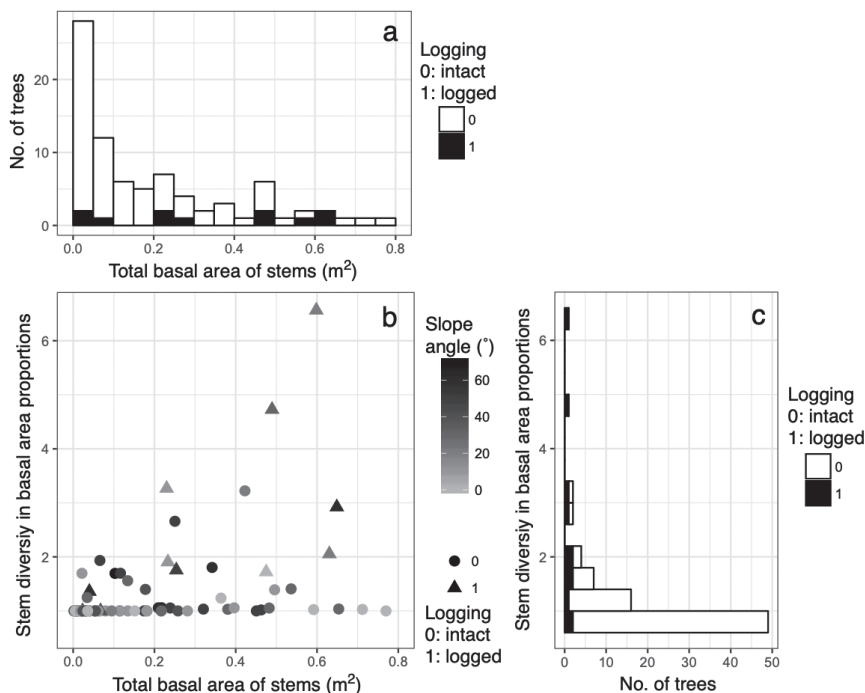 a
No. of trees
20
10
0
0.0 0.2 0.4 0.6 0.8
Total basal area of stems (m²)
Logging
0: intact
1: logged
0
1
b
Stem diversiy in basal area proportions
6
4
2
0.0 0.2 0.4 0.6 0.8
Total basal area of stems (m²)
Slope
angle (°)
60
40
20
0
0
1
Logging
0: intact
1: logged
c
Stem diversiy in basal area proportions
6
4
2
0 10 20 30 40 50
No. of trees
Logging
0: intact
1: logged
0
1